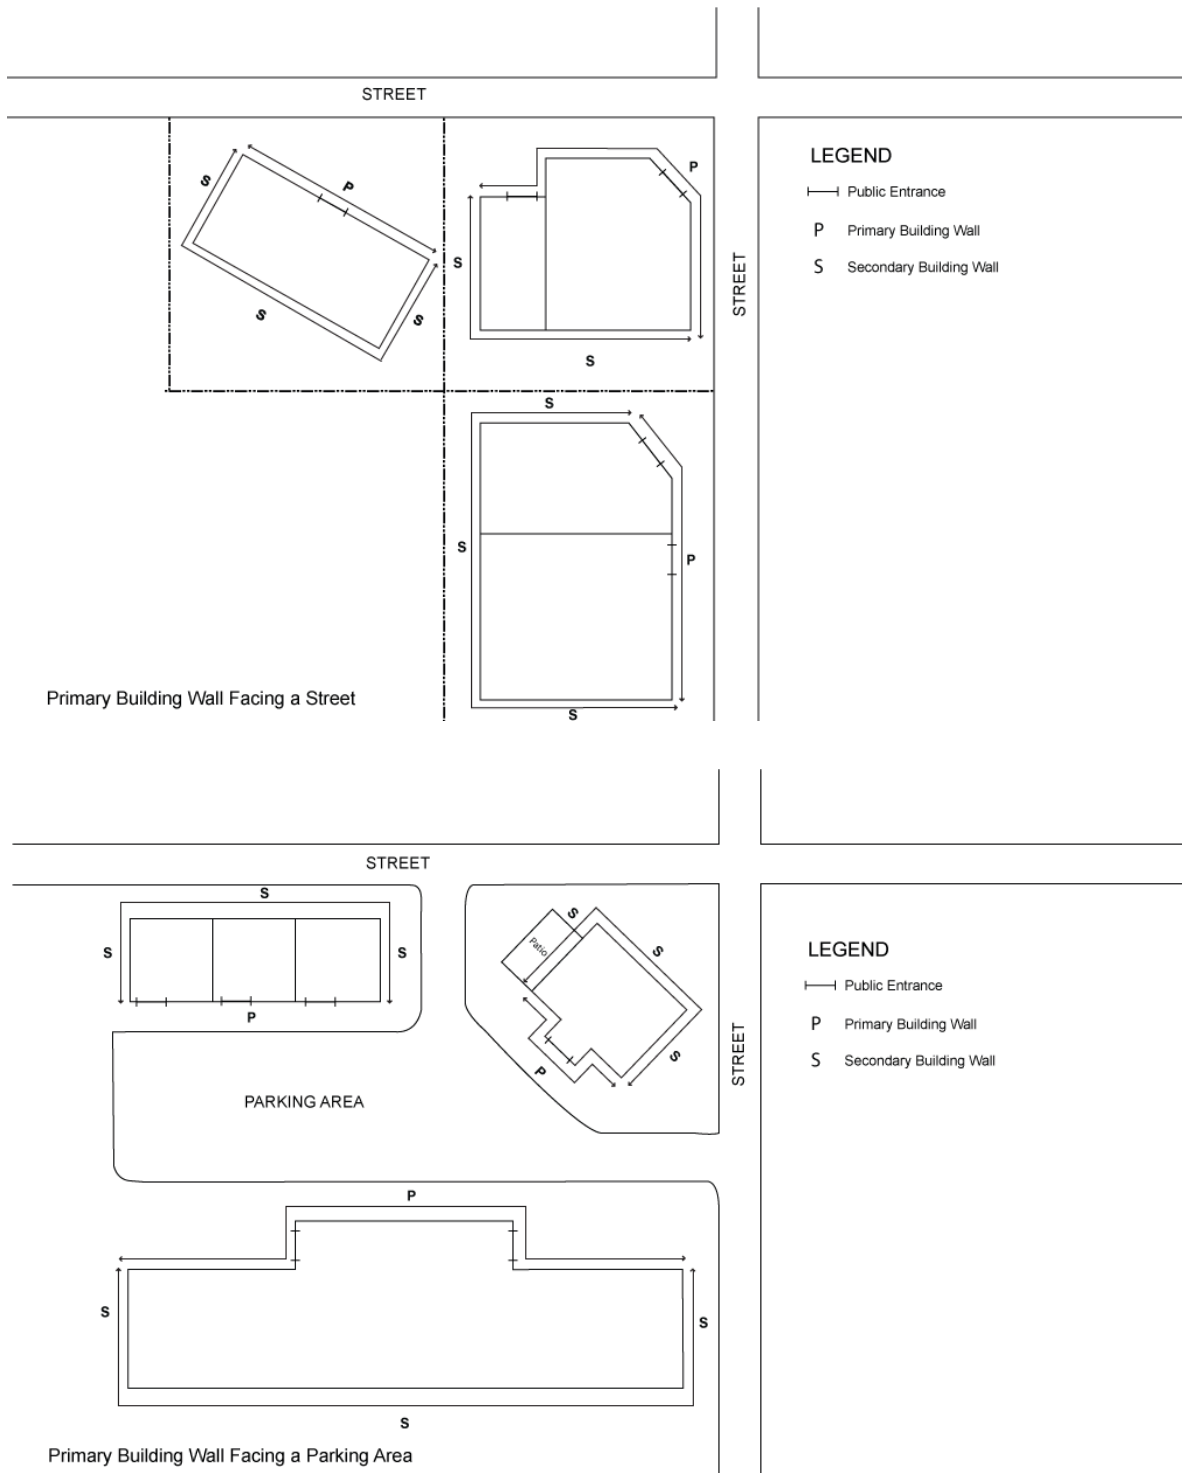 STREET
LEGEND
Public Entrance
P Primary Building Wall
S Secondary Building Wall
P
S
P
S
S
S
S
STREET
S
S
P
S
Primary Building Wall Facing a Street
STREET
S
S
S
P
S
Patio
S
S
P
LEGEND
Public Entrance
P Primary Building Wall
S Secondary Building Wall
STREET
PARKING AREA
P
S
S
S
Primary Building Wall Facing a Parking Area